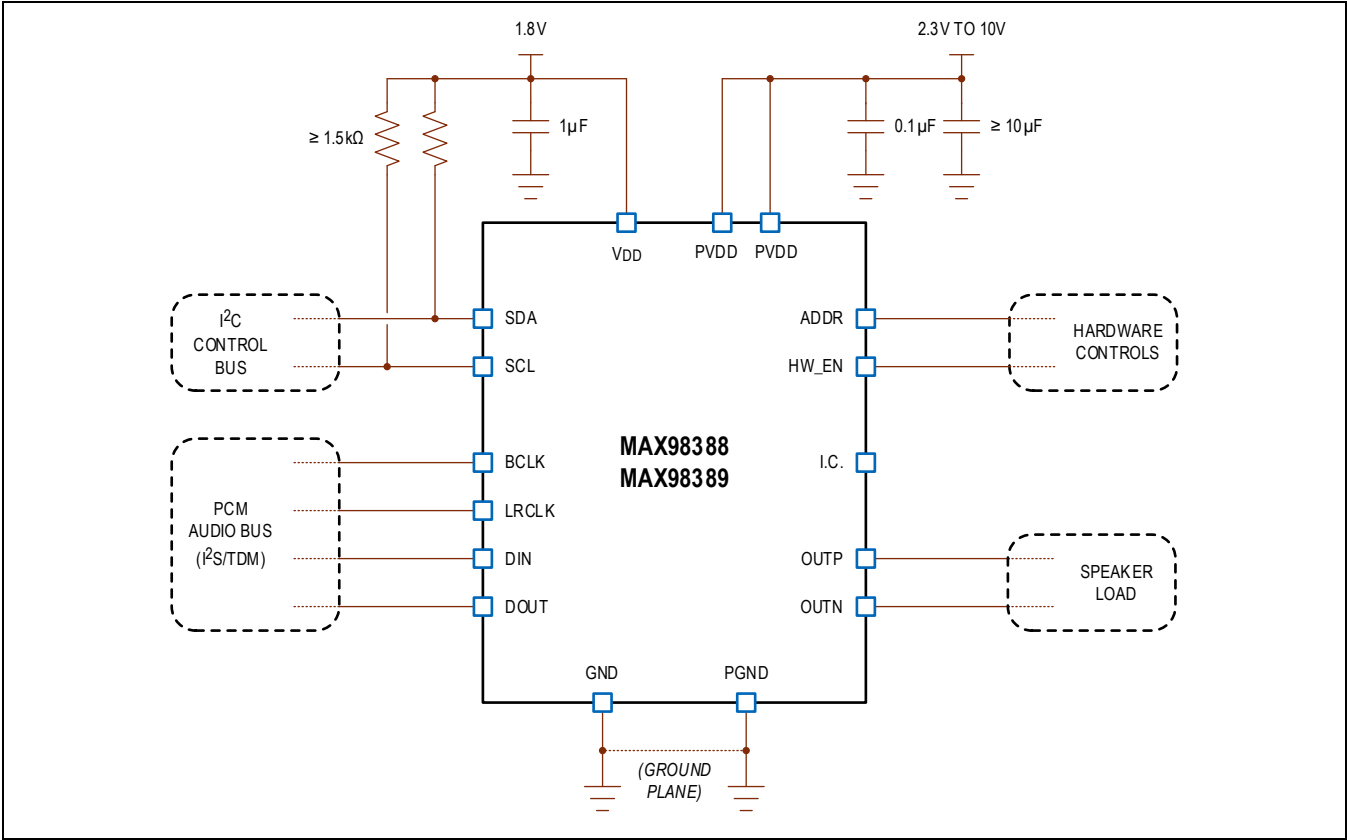 1.8V
2.3V TO 10V
≥ 1.5kΩ
1µF
0.1µF
≥ 10µF
VDD
PVDD
PVDD
I²C
CONTROL
BUS
SDA
SCL
ADDR
HW_EN
HARDWARE
CONTROLS
MAX98388
MAX98389
PCM
AUDIO BUS
(I²S/TDM)
BCLK
LRCLK
DIN
DOUT
I.C.
OUTP
OUTN
SPEAKER
LOAD
GND
PGND
(GROUND
PLANE)